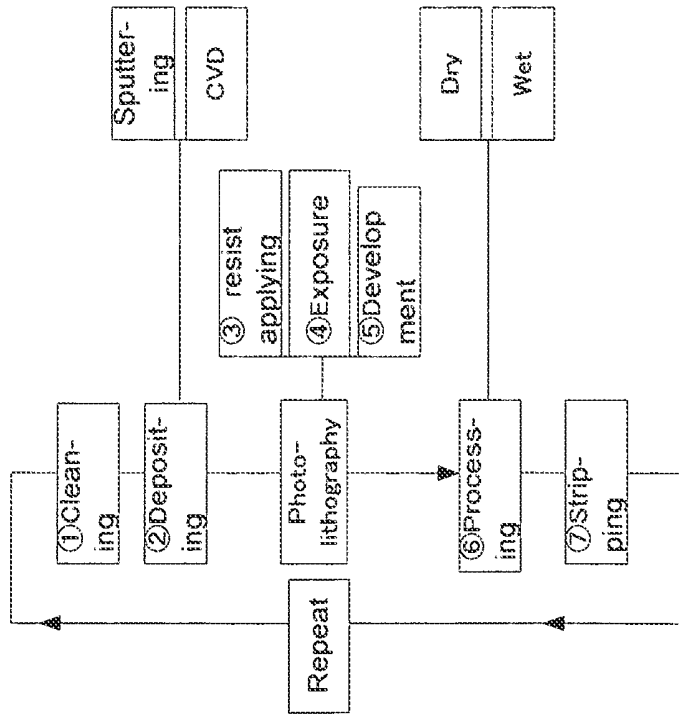 ①Clean-
ing
②Deposit-
ing
Sputter-
ing
CVD
Photo-
lithography
③ resist
applying
④Exposure
⑤Develop
ment
⑥Process-
ing
Dry
Wet
⑦Strip-
ping
Repeat